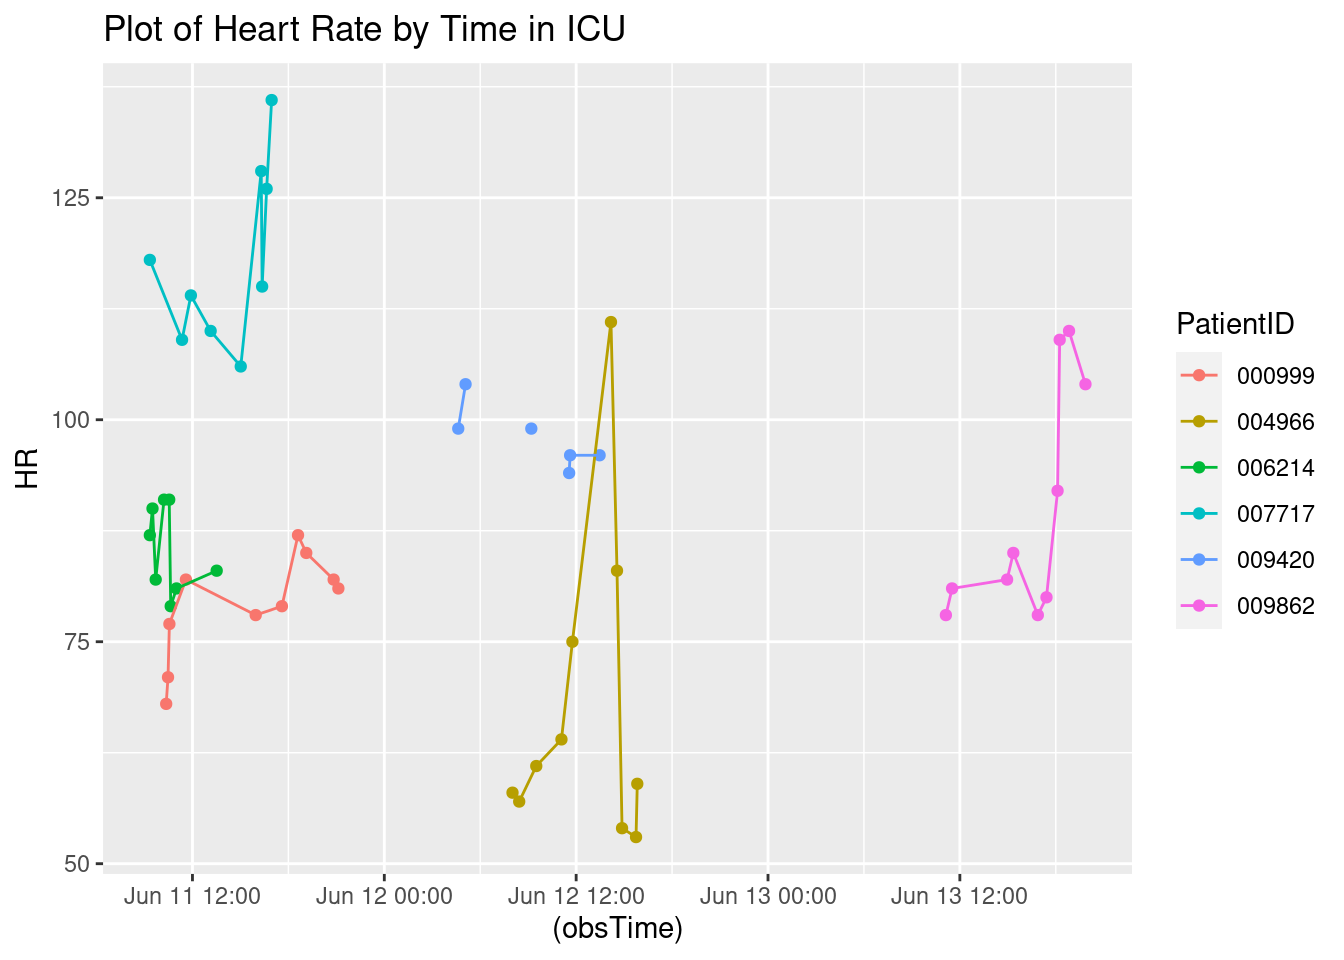 Plot of Heart Rate by Time in ICU
HR
125
100
75
50
Jun 11 12:00
Jun 12 00:00
Jun 12 12:00
Jun 13 00:00
Jun 13 12:00
(obsTime)
PatientID
000999
004966
006214
007717
009420
009862